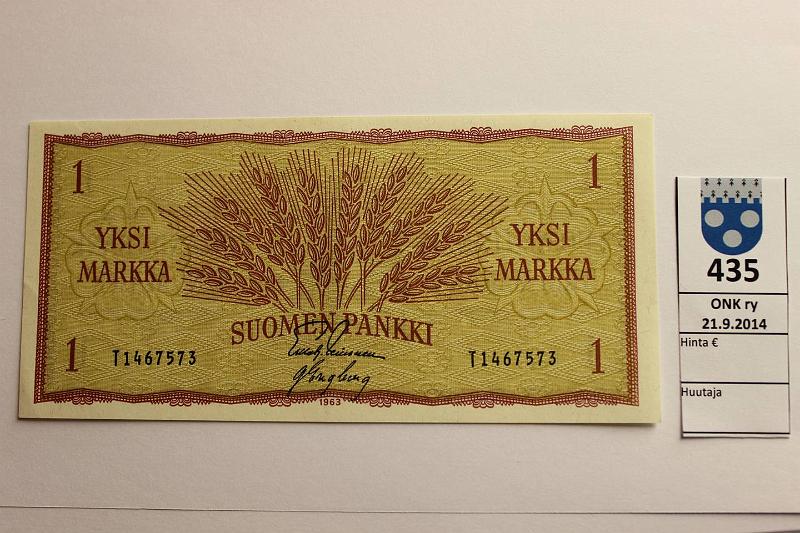 1
1
YKSI
MARKKA
YKSI
MARKKA
SUOMEN PANKKI
1
T1467573
T1467573
1
1963
435
ONK ry
21.9.2014
Hinta €
Huutaja